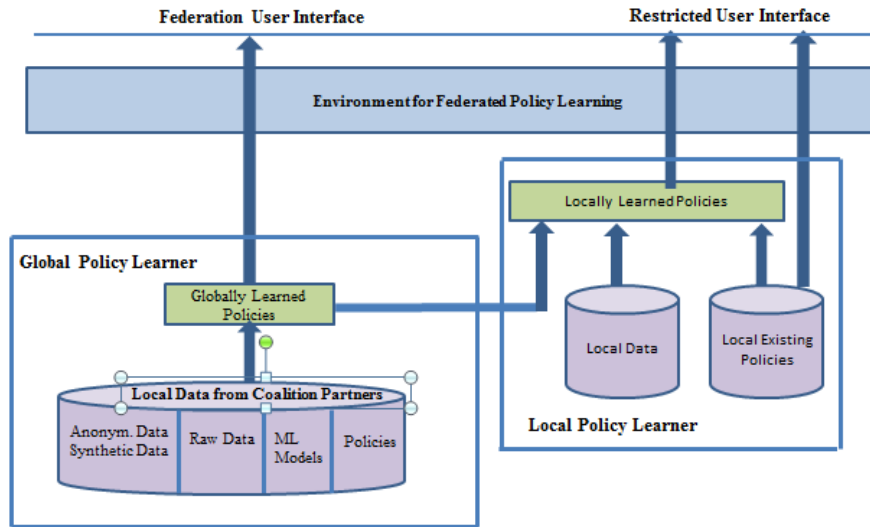 Federation User Interface
Restricted User Interface
Environment for Federated Policy Learning
Locally Learned Policies
Global Policy Learner
Globally Learned
Policies
Local Data
Local Existing
Policies
Local Data from Coalition Partners
Local Policy Learner
Anonym. Data
Synthetic Data
Raw Data
ML
Models
Policies